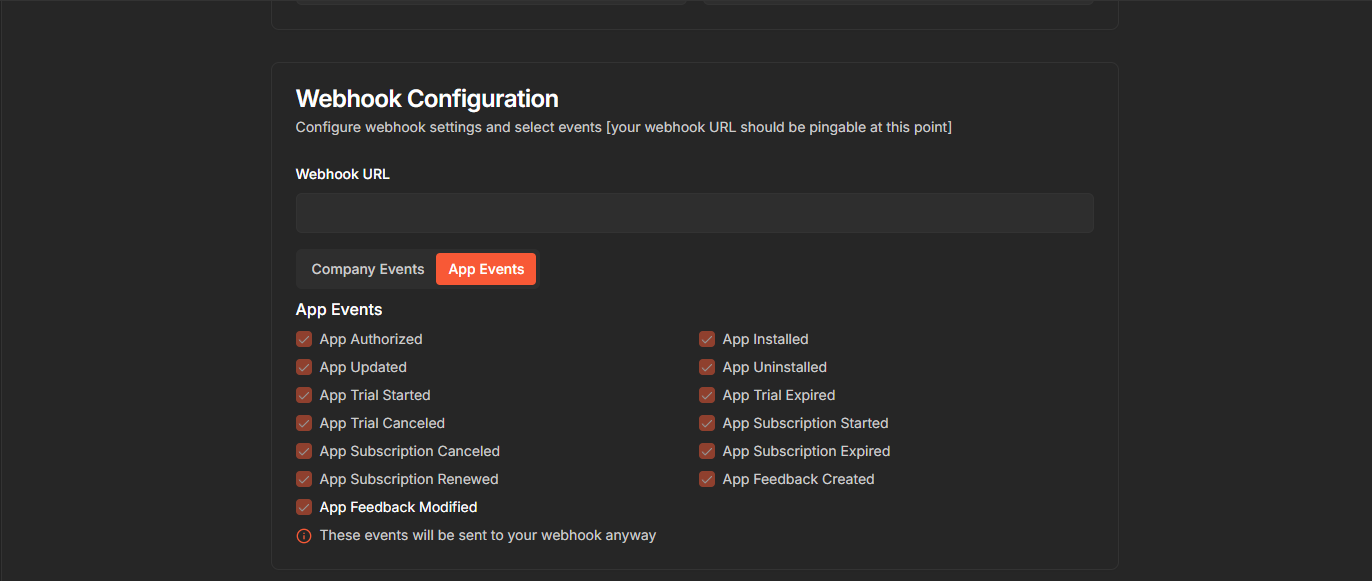 Webhook Configuration
Configure webhook settings and select events [your webhook URL should be pingable at this point]
Webhook URL
Company Events App Events
App Events
App Authorized App Installed
App Updated App Uninstalled
App Trial Started App Trial Expired
App Trial Canceled App Subscription Started
App Subscription Canceled App Subscription Expired
App Subscription Renewed App Feedback Created
App Feedback Modified
These events will be sent to your webhook anyway